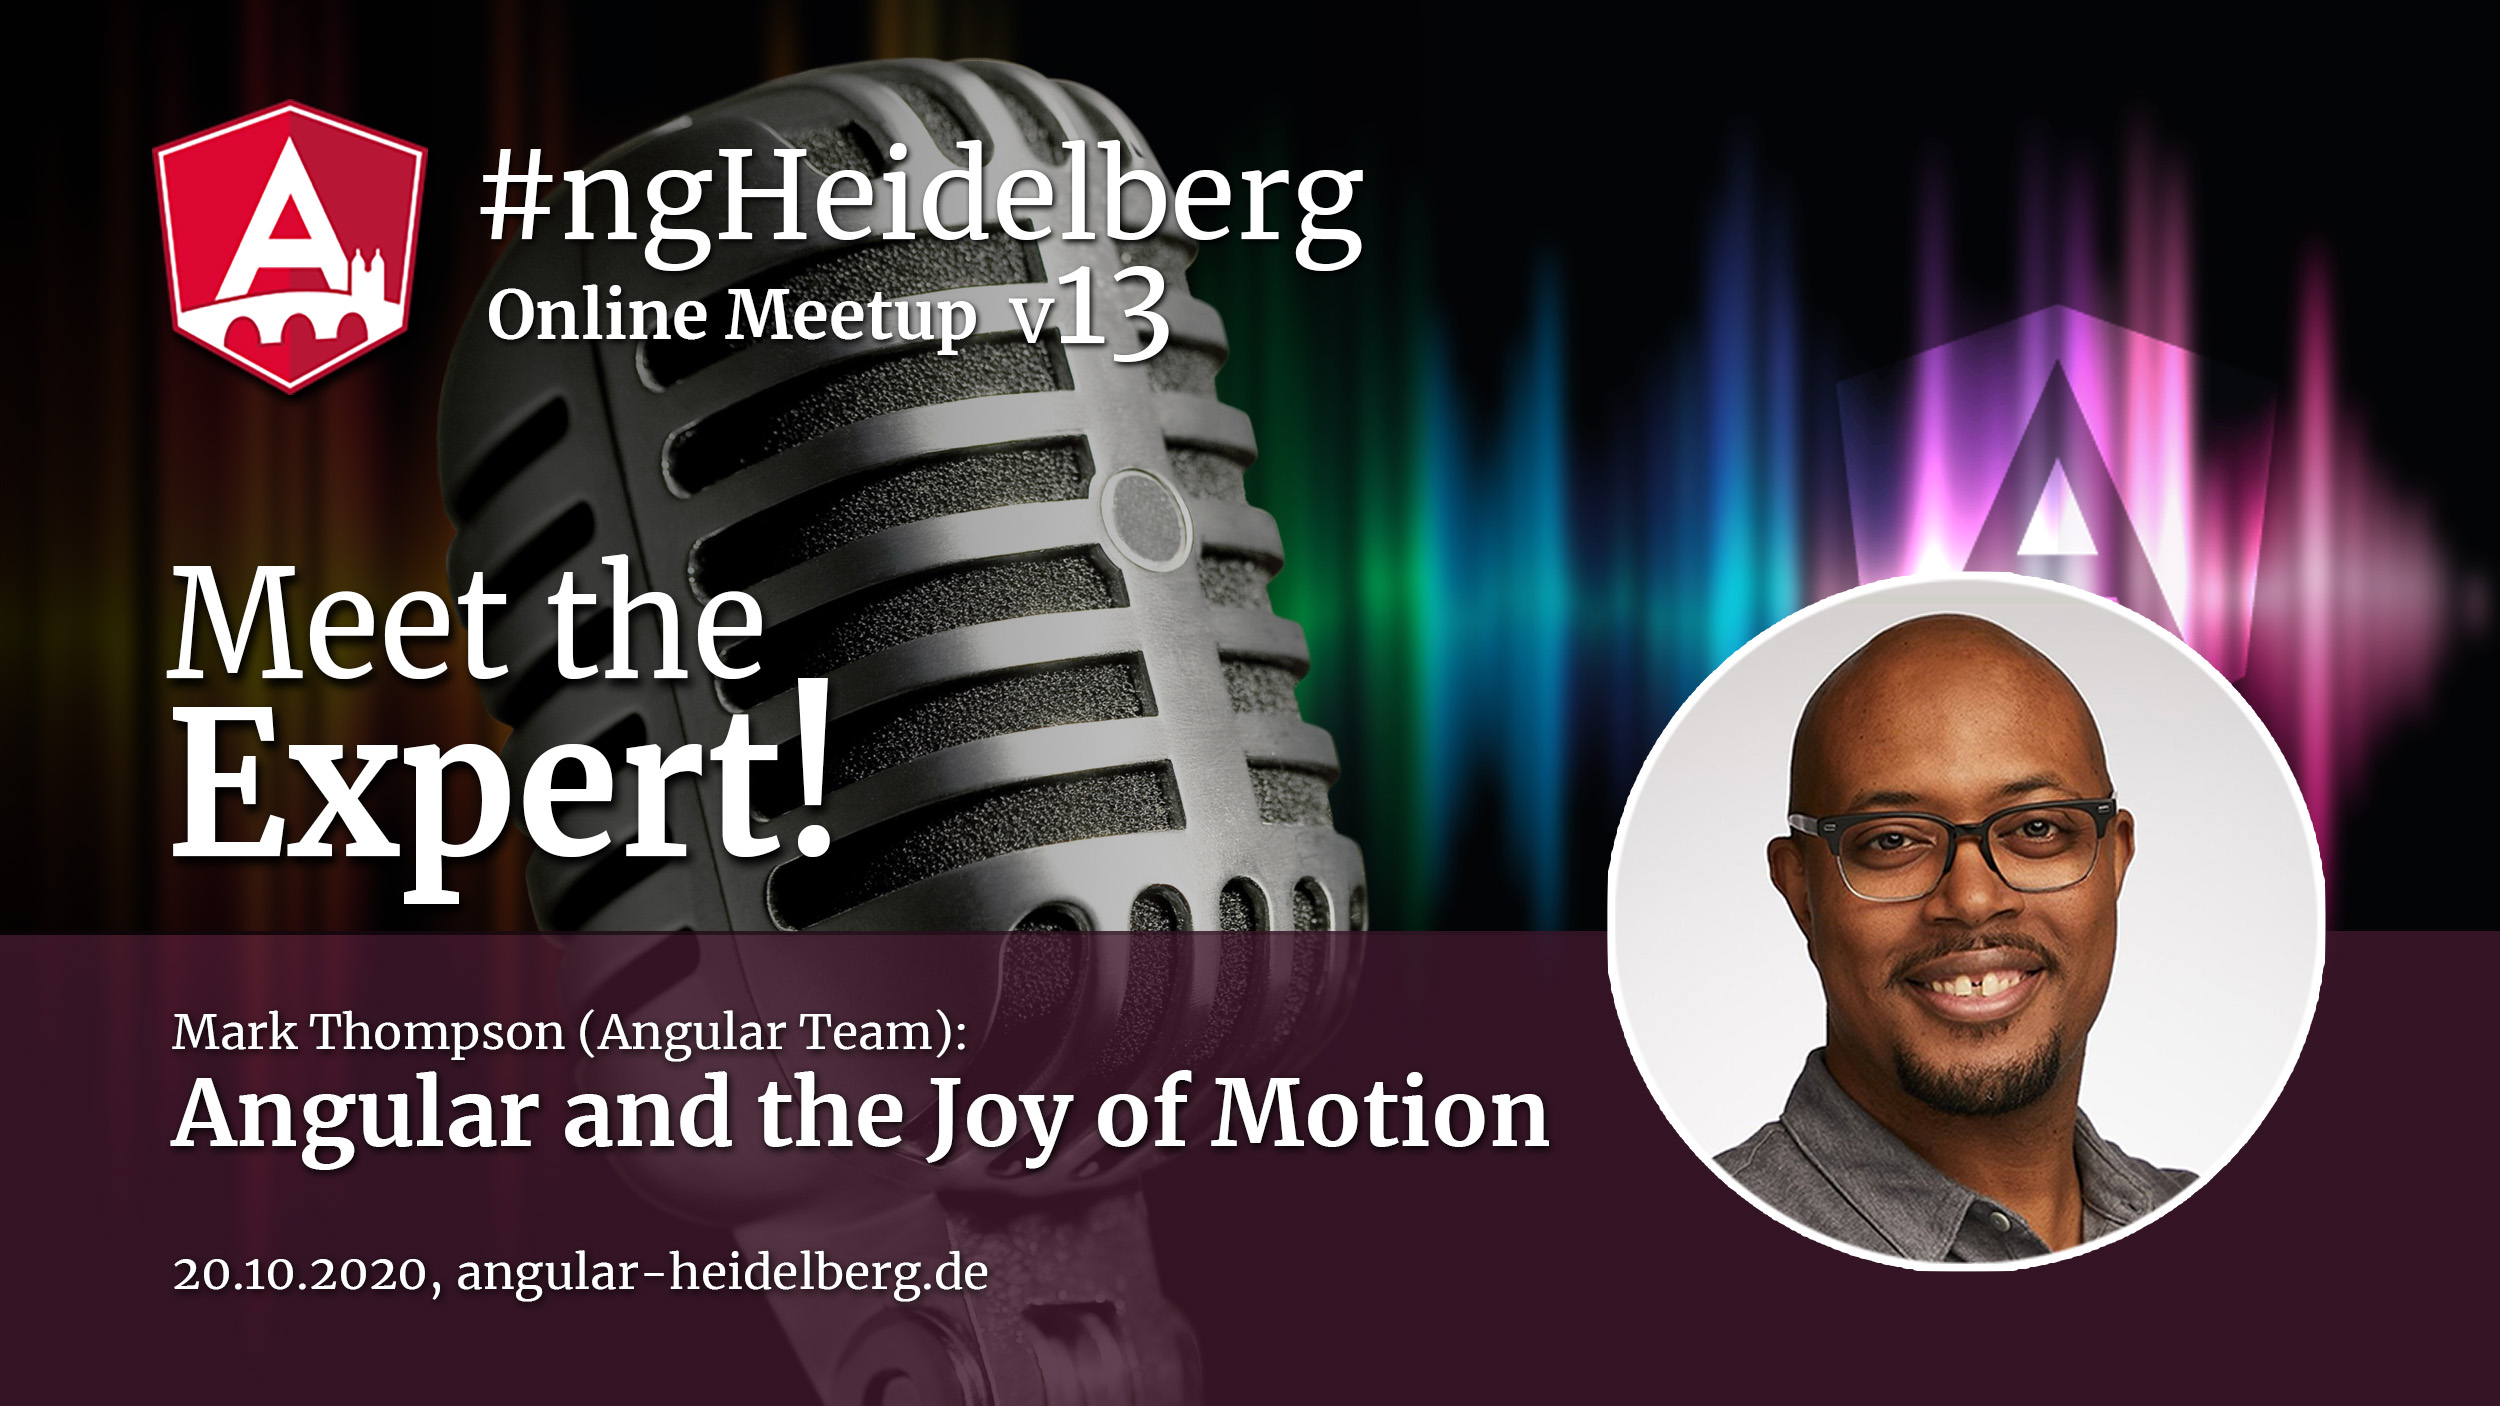 #ngHeidelberg
Online Meetup v13
Meet the
Expert!
Mark Thompson (Angular Team):
Angular and the Joy of Motion
20.10.2020, angular-heidelberg.de